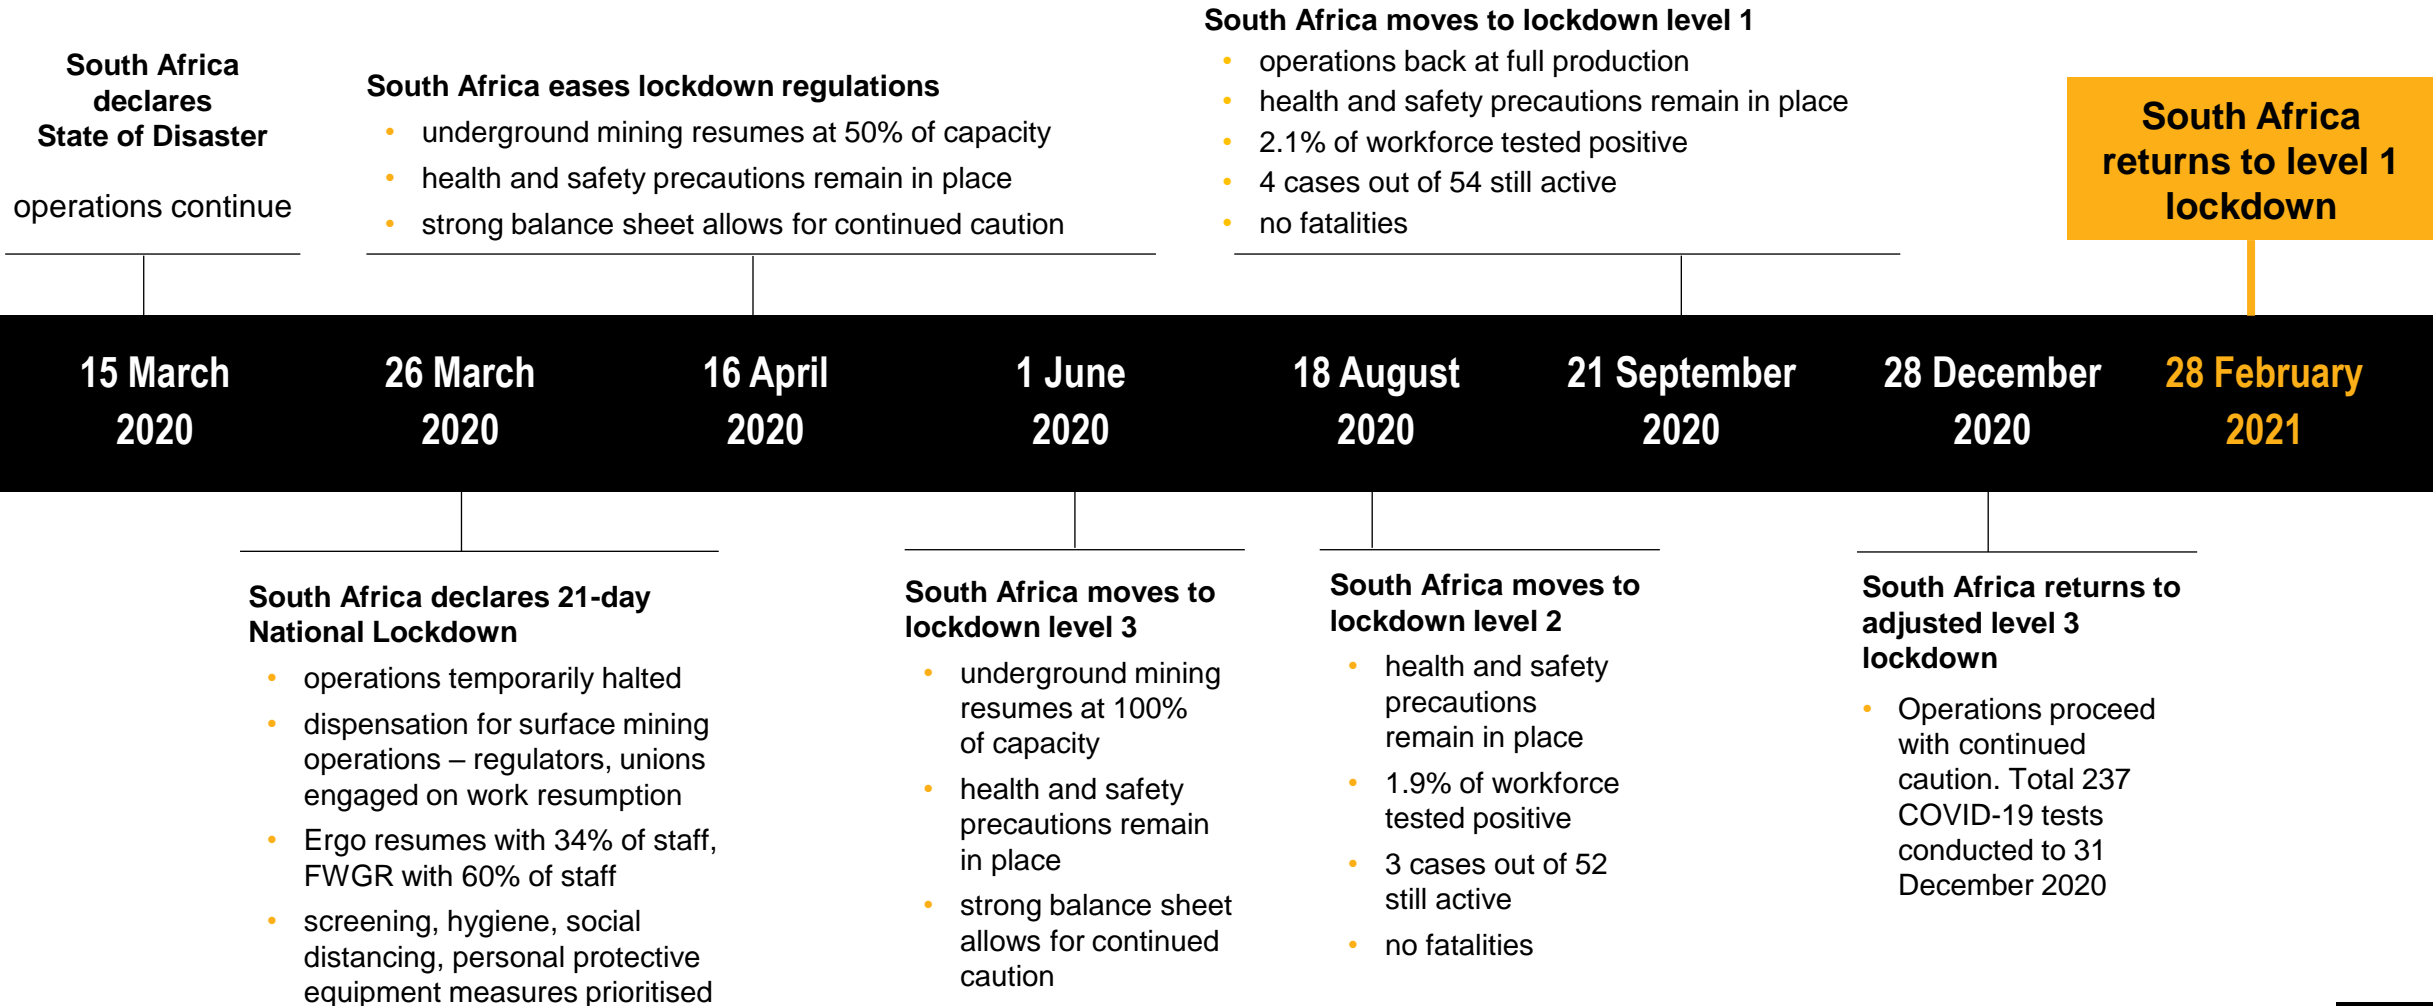 South Africa
declares
State of Disaster
operations continue
South Africa eases lockdown regulations
• underground mining resumes at 50% of capacity
• health and safety precautions remain in place
• strong balance sheet allows for continued caution
South Africa moves to lockdown level 1
• operations back at full production
• health and safety precautions remain in place
• 2.1% of workforce tested positive
• 4 cases out of 54 still active
• no fatalities
South Africa
returns to level 1
lockdown
15 March
2020
26 March
2020
16 April
2020
1 June
2020
18 August
2020
21 September
2020
28 December
2020
28 February
2021
South Africa declares 21-day
National Lockdown
• operations temporarily halted
• dispensation for surface mining
operations – regulators, unions
engaged on work resumption
• Ergo resumes with 34% of staff,
FWGR with 60% of staff
• screening, hygiene, social
distancing, personal protective
equipment measures prioritised
South Africa moves to
lockdown level 3
• underground mining
resumes at 100%
of capacity
• health and safety
precautions remain
in place
• strong balance sheet
allows for continued
caution
South Africa moves to
lockdown level 2
• health and safety
precautions
remain in place
• 1.9% of workforce
tested positive
• 3 cases out of 52
still active
• no fatalities
South Africa returns to
adjusted level 3
lockdown
• Operations proceed
with continued
caution. Total 237
COVID-19 tests
conducted to 31
December 2020